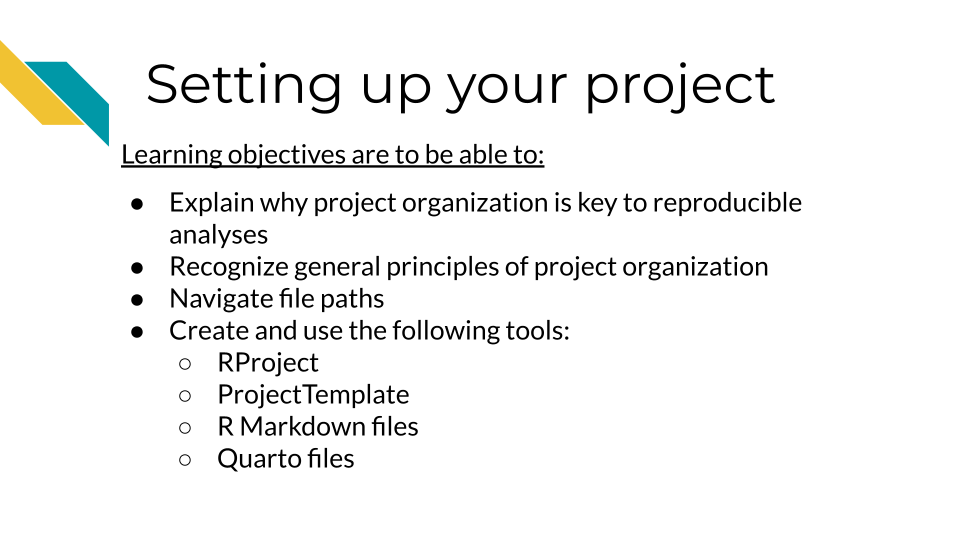 Setting up your project
Learning objectives are to be able to:
● Explain why project organization is key to reproducible
analyses
● Recognize general principles of project organization
● Navigate file paths
● Create and use the following tools:
○ RProject
○ ProjectTemplate
○ R Markdown files
○ Quarto files